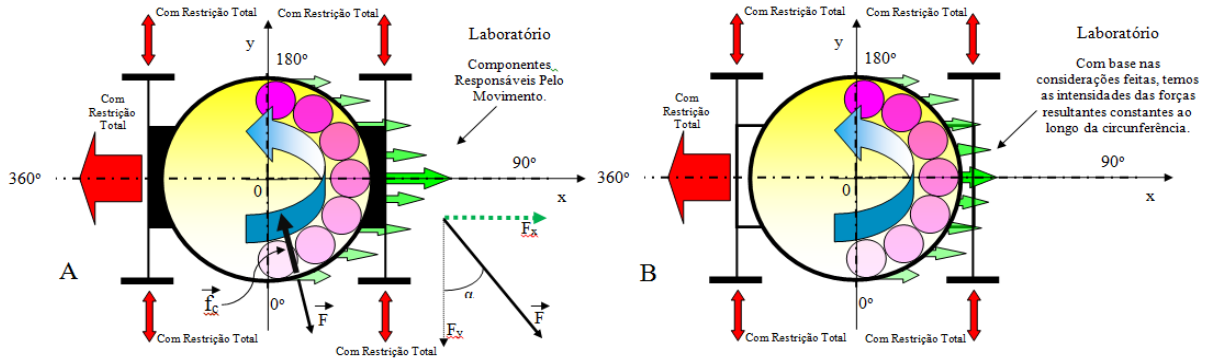 Com Restrição Total
Com Restrição Total
y
180º
Com
Restrição
Total
Laboratório
Componentes
Responsáveis Pelo
Movimento.
360º
0
90º
x
A
f
c
F
0º
Fx
α
Fy
F
Com Restrição Total
Com Restrição Total
Com Restrição Total
Com Restrição Total
y
180º
Com
Restrição
Total
Laboratório
Com base nas
considerações feitas, temos
as intensidades das forças
resultantes constantes ao
longo da circunferência.
360º
0
90º
x
B
0º
Com Restrição Total
Com Restrição Total